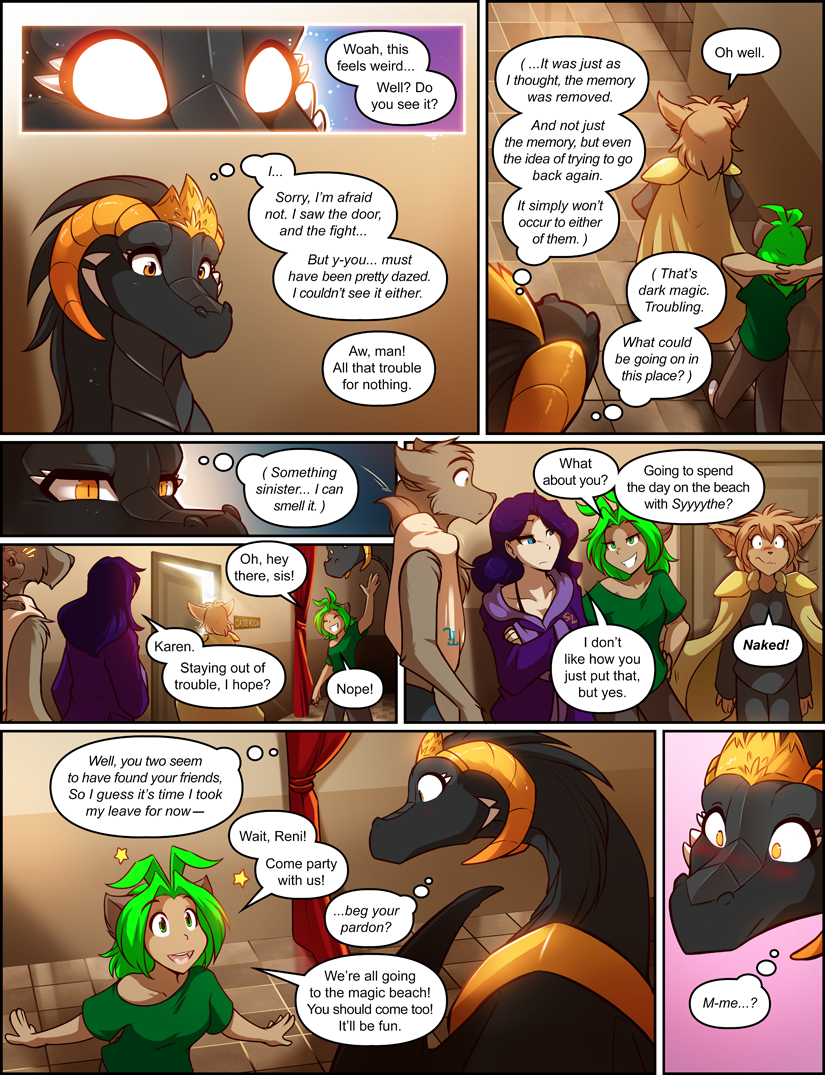 Woah, this
feels weird...
Well? Do
you see it?
I...
Sorry, I'm afraid
not. I saw the door,
and the fight...
But y-you... must
have been pretty dazed.
I couldn't see it either.
Aw, man!
All that trouble
for nothing.
Oh well.
( ...It was just as
I thought, the memory
was removed.
And not just
the memory, but even
the idea of trying to go
back again.
It simply won't
occur to either
of them. )
( That's
dark magic.
Troubling.
What could
be going on in
this place? )
( Something
sinister... I can
smell it. )
Oh, hey
there, sis!
OASIS ROOM
Karen.
Staying out of
trouble, I hope?
Nope!
What
about you?
Going to spend
the day on the beach
with Syyyythe?
I don't
like how you
just put that,
but yes.
Naked!
Well, you two seem
to have found your friends,
So I guess it's time I took
my leave for now—
Wait, Reni!
Come party
with us!
...beg your
pardon?
We're all going
to the magic beach!
You should come too!
It'll be fun.
M-me...?